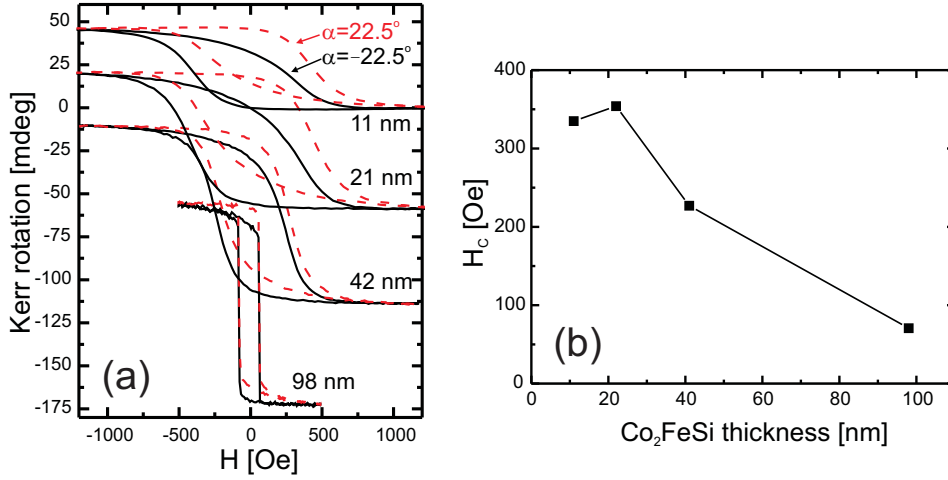 50
25
0
-25
-50
-75
-100
-125
-150
-175
Kerr rotation [mdeg]
α=22.5°
α=−22.5°
11 nm
21 nm
42 nm
98 nm
(a)
-1000 -500 0 500 1000
H [Oe]
400
300
200
100
0
H_C [Oe]
(b)
0 20 40 60 80 100
Co₂FeSi thickness [nm]